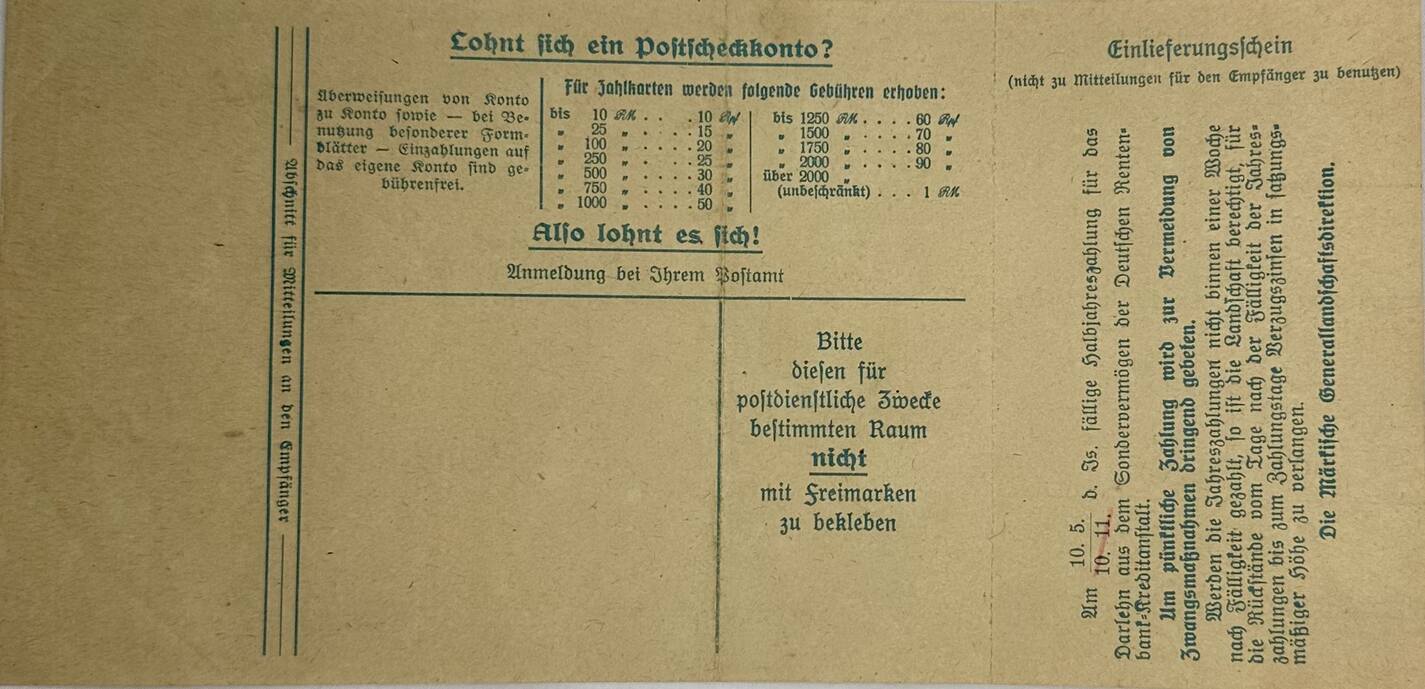 Abschnitt für Mitteilungen an den Empfänger
Lohnt sich ein Postscheckkonto?
Überweisungen von Konto
zu Konto sowie — bei Be-
nutzung besonderer Form-
blätter — Einzahlungen auf
das eigene Konto sind ge-
bührenfrei.
Für Zahlkarten werden folgende Gebühren erhoben:
bis 10 RM . . . 10 Rpf
„ 25 „ . . . . 15 „
„ 100 „ . . . . 20 „
„ 250 „ . . . . 25 „
„ 500 „ . . . . 30 „
„ 750 „ . . . . 40 „
„ 1000 „ . . . . 50 „
bis 1250 RM . . . . 60 Rpf
„ 1500 „ . . . . 70 „
„ 1750 „ . . . . 80 „
„ 2000 „ . . . . 90 „
über 2000 „
(unbeschränkt) . . . 1 RM
Also lohnt es sich!
Anmeldung bei Ihrem Postamt
Bitte
diesen für
postdienstliche Zwecke
bestimmten Raum
nicht
mit Freimarken
zu bekleben
Einlieferungsschein
(nicht zu Mitteilungen für den Empfänger zu benutzen)
Am 10. 5. / 10. 11. d. Js. fällige Halbjahreszahlung für das
Darlehn aus dem Sondervermögen der Deutschen Renten-
bank-Kreditanstalt.
Um pünktliche Zahlung wird zur Vermeidung von
Zwangsmaßnahmen dringend gebeten.
Werden die Jahreszahlungen nicht binnen einer Woche
nach Fälligkeit gezahlt, so ist die Landschaft berechtigt, für
die Rückstände vom Tage nach der Fälligkeit der Jahres-
zahlungen bis zum Zahlungstage Verzugszinsen in satzungs-
mäßiger Höhe zu verlangen.
Die Märkische Generallandschaftsdirektion.